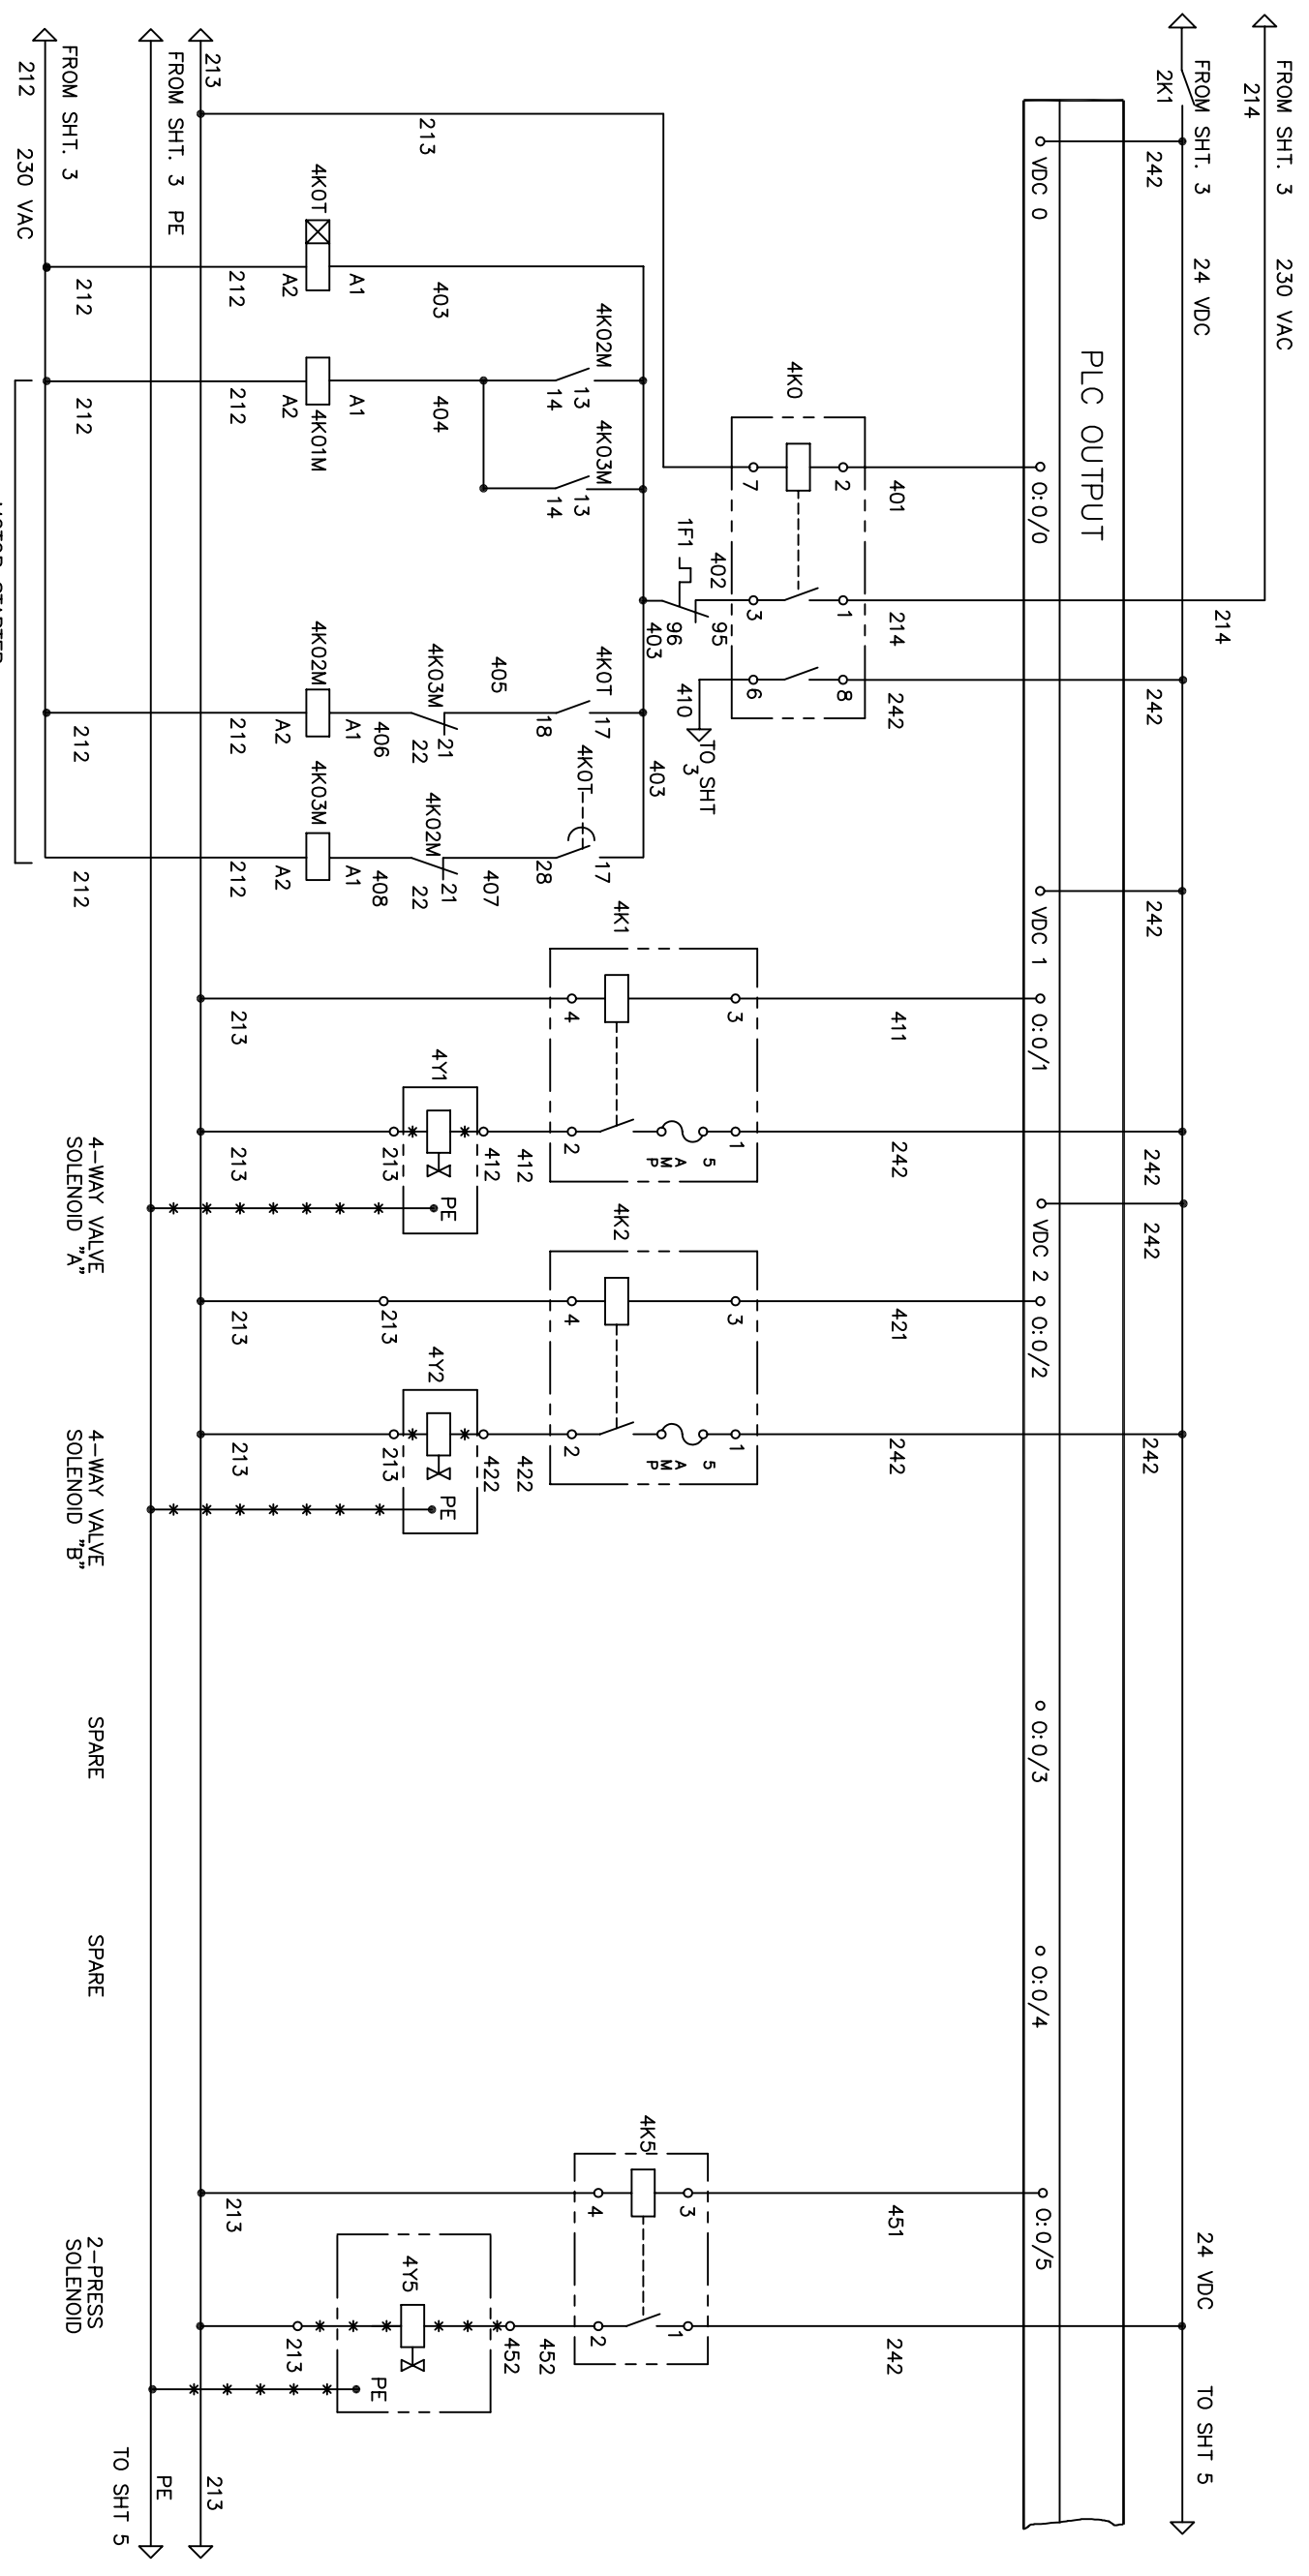 FROM SHT. 3   230 VAC
214
FROM SHT. 3   24 VDC
2K1
242
242
242
242
242
242
24 VDC
TO SHT 5
214
PLC OUTPUT
VDC 0
O:0/0
VDC 1
O:0/1
VDC 2
O:0/2
O:0/3
O:0/4
O:0/5
401
214
242
411
242
421
242
451
242
4K0
2
7
1
3
8
6
402
1F1
95
96
403
410
TO SHT
3
403
4K1
3
4
1
2
5 AMP
4K2
3
4
1
2
5 AMP
4K5
3
4
1
2
213
213
4K02M
13
14
4K03M
13
14
4K0T
17
18
4K0T
17
28
403
404
405
407
4K03M
21
22
4K02M
21
22
406
408
4K0T
A1
A2
4K01M
A1
A2
4K02M
A1
A2
4K03M
A1
A2
212
212
212
212
212
212
212
212
412
412
4Y1
213
PE
213
213
422
422
4Y2
213
PE
213
213
213
452
452
4Y5
213
PE
213
FROM SHT. 3   PE
FROM SHT. 3
212   230 VAC
4-WAY VALVE
SOLENOID "A"
4-WAY VALVE
SOLENOID "B"
SPARE
SPARE
2-PRESS
SOLENOID
213
PE
TO SHT 5